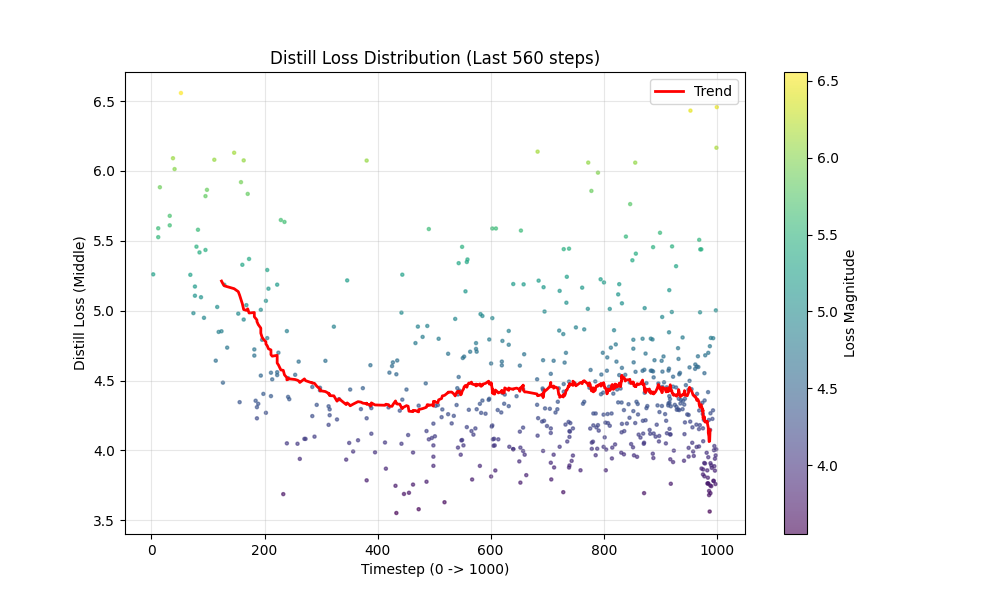 Distill Loss Distribution (Last 560 steps)
Trend
Distill Loss (Middle)
6.5
6.0
5.5
5.0
4.5
4.0
3.5
0 200 400 600 800 1000
Timestep (0 -> 1000)
6.5
6.0
5.5
5.0
4.5
4.0
Loss Magnitude